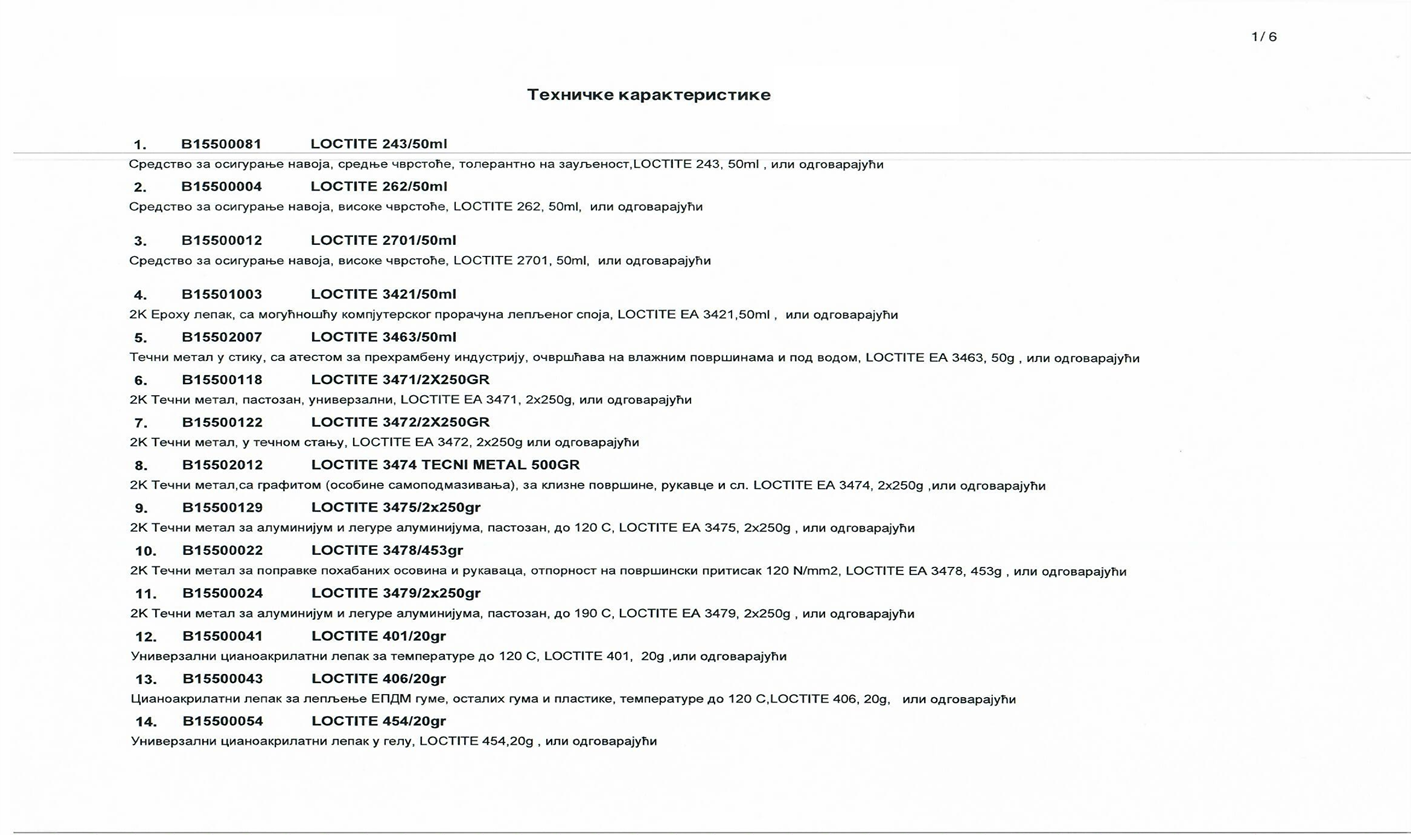 1/ 6
Техничке карактеристике
1. B15500081 LOCTITE 243/50ml
Средство за осигурање навоја, средње чврстоће, толерантно на зауљеност,LOCTITE 243, 50ml , или одговарајући
2. B15500004 LOCTITE 262/50ml
Средство за осигурање навоја, високе чврстоће, LOCTITE 262, 50ml, или одговарајући
3. B15500012 LOCTITE 2701/50ml
Средство за осигурање навоја, високе чврстоће, LOCTITE 2701, 50ml, или одговарајући
4. B15501003 LOCTITE 3421/50ml
2K Epoxy лепак, са могућношћу компјутерског прорачуна лепљеног споја, LOCTITE EA 3421,50ml , или одговарајући
5. B15502007 LOCTITE 3463/50ml
Течни метал у стику, са атестом за прехрамбену индустрију, очвршћава на влажним површинама и под водом, LOCTITE EA 3463, 50g , или одговарајући
6. B15500118 LOCTITE 3471/2X250GR
2K Течни метал, пастозан, универзални, LOCTITE EA 3471, 2x250g, или одговарајући
7. B15500122 LOCTITE 3472/2X250GR
2K Течни метал, у течном стању, LOCTITE EA 3472, 2x250g или одговарајући
8. B15502012 LOCTITE 3474 TECNI METAL 500GR
2K Течни метал,са графитом (особине самоподмазивања), за клизне површине, рукавце и сл. LOCTITE EA 3474, 2x250g ,или одговарајући
9. B15500129 LOCTITE 3475/2x250gr
2K Течни метал за алуминијум и легуре алуминијума, пастозан, до 120 C, LOCTITE EA 3475, 2x250g , или одговарајући
10. B15500022 LOCTITE 3478/453gr
2K Течни метал за поправке похабаних осовина и рукаваца, отпорност на површински притисак 120 N/mm2, LOCTITE EA 3478, 453g , или одговарајући
11. B15500024 LOCTITE 3479/2x250gr
2K Течни метал за алуминијум и легуре алуминијума, пастозан, до 190 C, LOCTITE EA 3479, 2x250g , или одговарајући
12. B15500041 LOCTITE 401/20gr
Универзални цианоакрилатни лепак за температуре до 120 C, LOCTITE 401, 20g ,или одговарајући
13. B15500043 LOCTITE 406/20gr
Цианоакрилатни лепак за лепљење ЕПДМ гуме, осталих гума и пластике, температуре до 120 C,LOCTITE 406, 20g, или одговарајући
14. B15500054 LOCTITE 454/20gr
Универзални цианоакрилатни лепак у гелу, LOCTITE 454,20g , или одговарајући